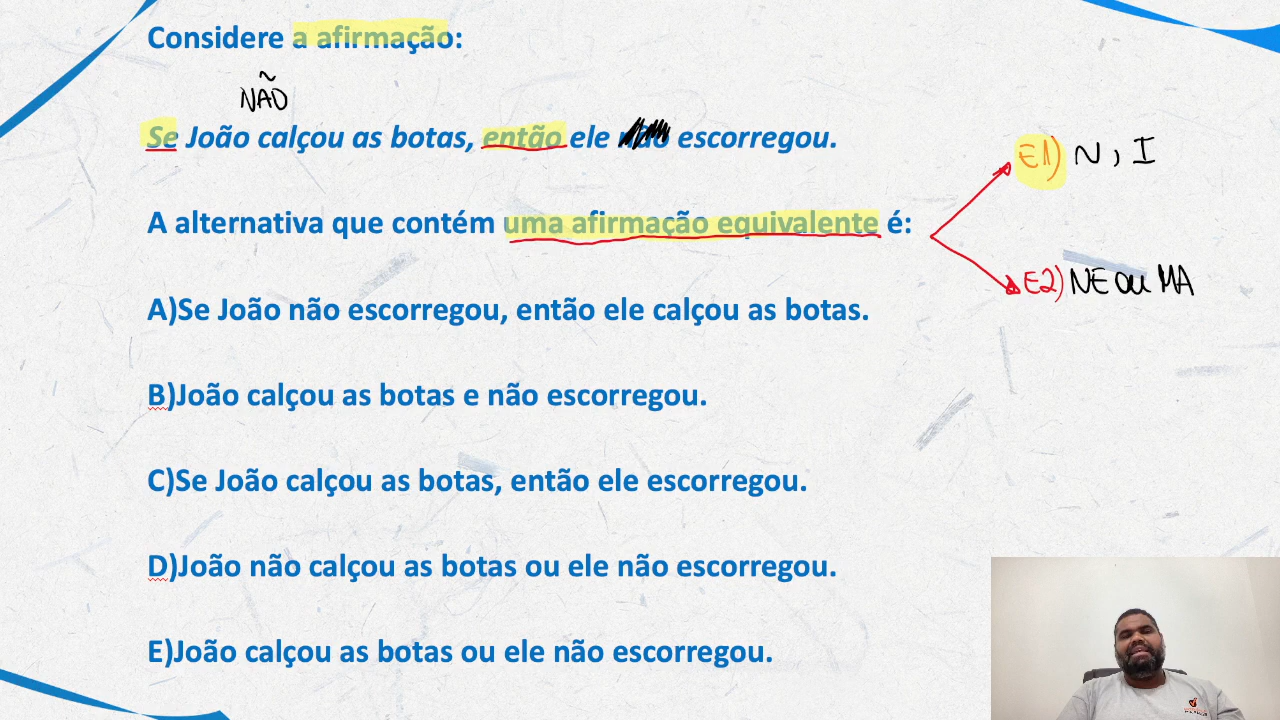 Considere a afirmação:
NÃO
Se João calçou as botas, então ele não escorregou.
E1) N, I
A alternativa que contém uma afirmação equivalente é:
E2) NE OU MA
A)Se João não escorregou, então ele calçou as botas.
B)João calçou as botas e não escorregou.
C)Se João calçou as botas, então ele escorregou.
D)João não calçou as botas ou ele não escorregou.
E)João calçou as botas ou ele não escorregou.